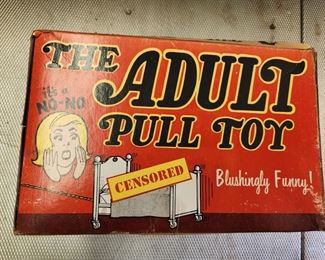 THE ADULT
it's a
NO-NO
PULL TOY
CENSORED
Blushingly Funny!